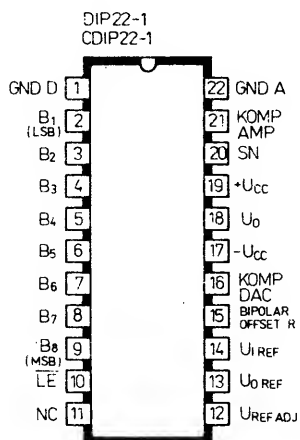 DIP22-1
CDIP22-1
GND D 1 22 GND A
B1 (LSB) 2 21 KOMP AMP
B2 3 20 SN
B3 4 19 +UCC
B4 5 18 UO
B5 6 17 -UCC
B6 7 16 KOMP DAC
B7 8 15 BIPOLAR OFFSET R
B8 (MSB) 9 14 UI REF
LE 10 13 UO REF
NC 11 12 UREF ADJ